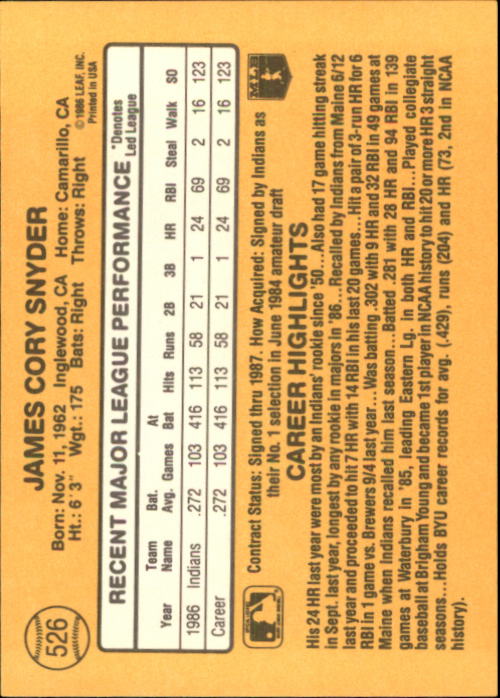 526
JAMES CORY SNYDER
Born: Nov. 11, 1962 Inglewood, CA Home: Camarillo, CA
Ht.: 6'3" Wgt.: 175 Bats: Right Throws: Right
© 1986 LEAF, INC.
Printed in USA
RECENT MAJOR LEAGUE PERFORMANCE *Denotes Led League
Year Team Name Bat. Avg. Games At Bat Hits Runs 2B 3B HR RBI Steal Walk SO
1986 Indians .272 103 416 113 58 21 1 24 69 2 16 123
Career .272 103 416 113 58 21 1 24 69 2 16 123
Contract Status: Signed thru 1987. How Acquired: Signed by Indians as
their No. 1 selection in June 1984 amateur draft
MLB
CAREER HIGHLIGHTS
His 24 HR last year were most by an Indians' rookie since '50...Also had 17 game hitting streak
in Sept. last year, longest by any rookie in majors in '86...Recalled by Indians from Maine 6/12
last year and proceeded to hit 7 HR with 14 RBI in his last 20 games...Hit a pair of 3-run HR for 6
RBI in 1 game vs. Brewers 9/4 last year...Was batting .302 with 9 HR and 32 RBI in 49 games at
Maine when Indians recalled him last season...Batted .281 with 28 HR and 94 RBI in 139
games at Waterbury in '85, leading Eastern Lg. in both HR and RBI...Played collegiate
baseball at Brigham Young and became 1st player in NCAA history to hit 20 or more HR 3 straight
seasons...Holds BYU career records for avg. (.429), runs (204) and HR (73, 2nd in NCAA
history).